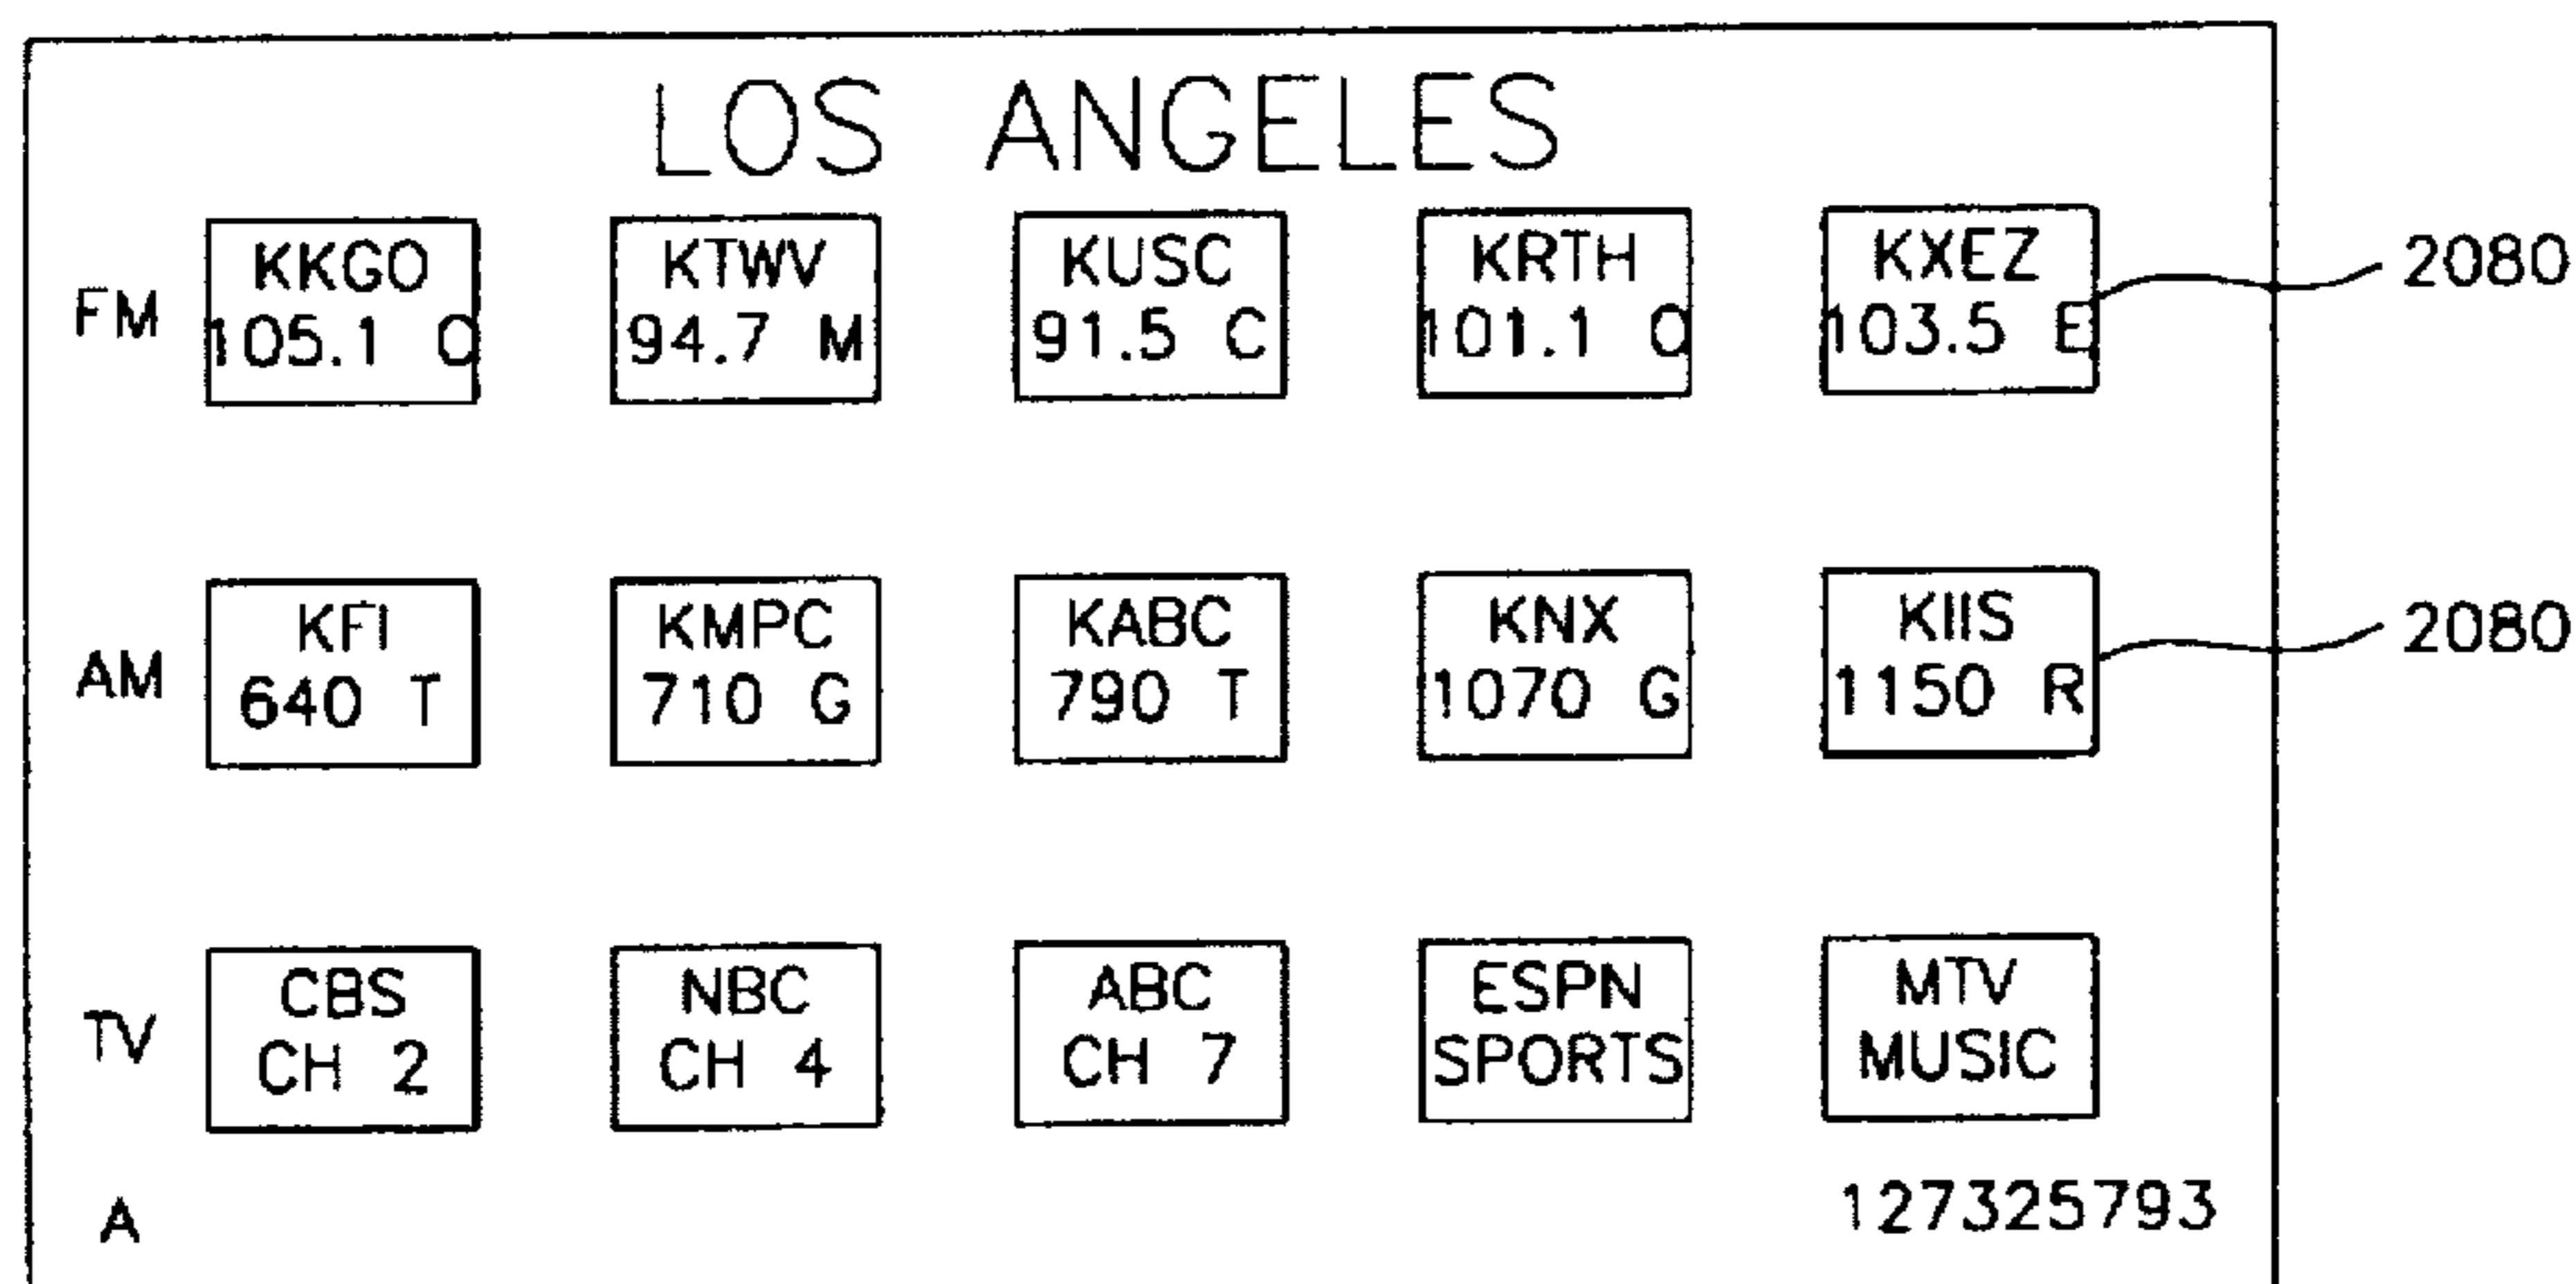 LOS ANGELES
KKGO KTWV KUSC KRTH KXEZ 2080
FM 105.1 O 94.7 M 91.5 C 101.1 O 103.5 E
KFI KMPC KABC KNX KIIS 2080
AM 640 T 710 G 790 T 1070 G 1150 R
CBS NBC ABC ESPN MTV
TV CH 2 CH 4 CH 7 SPORTS MUSIC
A 127325793